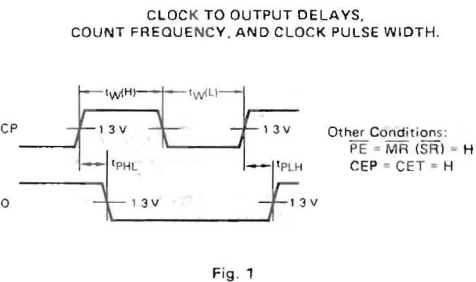 CLOCK TO OUTPUT DELAYS,
COUNT FREQUENCY, AND CLOCK PULSE WIDTH.
tW(H) tW(L)
CP 1.3 V 1.3 V
Other Conditions:
PE = MR (SR) = H
CEP = CET = H
tPHL tPLH
O 1.3 V 1.3 V
Fig. 1